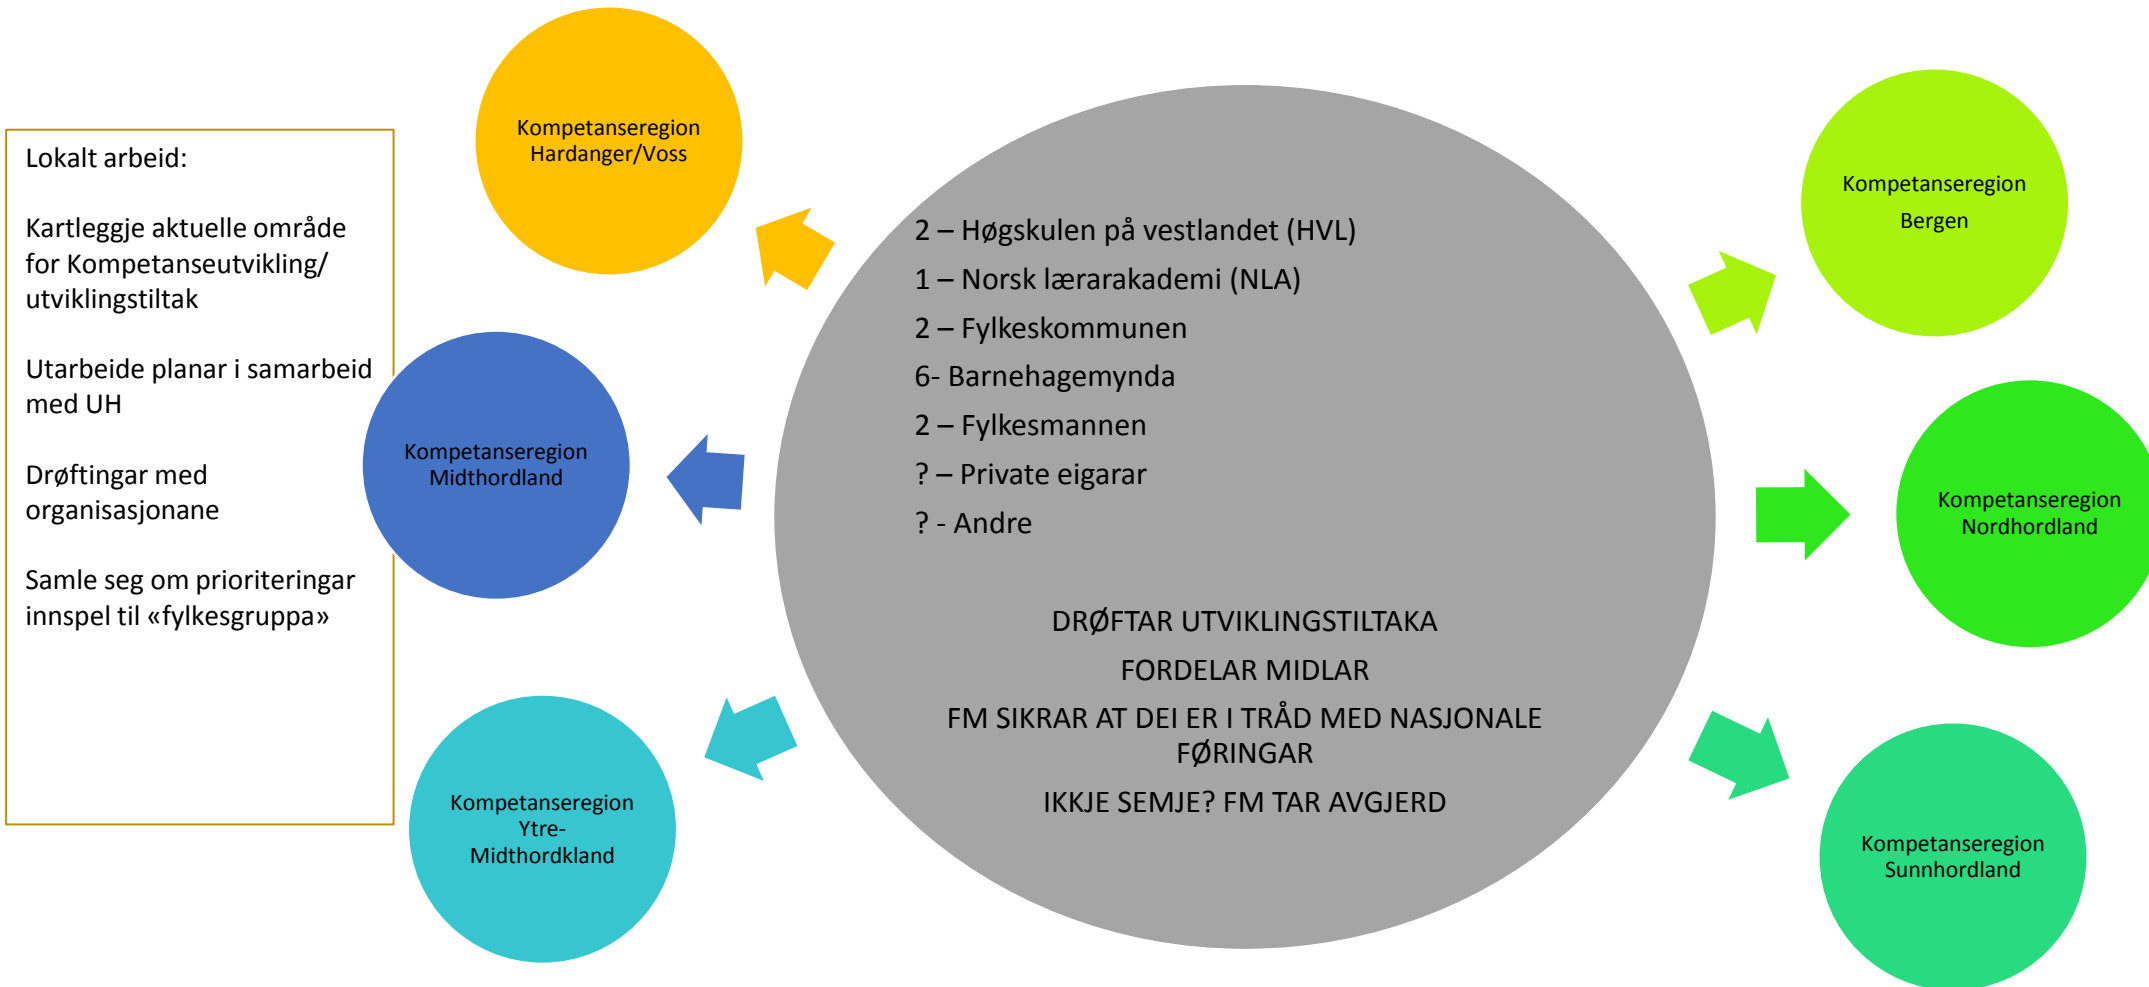 Lokalt arbeid:
Kartleggje aktuelle område
for Kompetanseutvikling/
utviklingstiltak
Utarbeide planar i samarbeid
med UH
Drøftingar med
organisasjonane
Samle seg om prioriteringar
innspel til «fylkesgruppa»
Kompetanseregion
Hardanger/Voss
Kompetanseregion
Midthordland
Kompetanseregion
Ytre-
Midthordkland
2 – Høgskulen på vestlandet (HVL)
1 – Norsk lærarakademi (NLA)
2 – Fylkeskommunen
6- Barnehagemynda
2 – Fylkesmannen
? – Private eigarar
? - Andre
DRØFTAR UTVIKLINGSTILTAKA
FORDELAR MIDLAR
FM SIKRAR AT DEI ER I TRÅD MED NASJONALE
FØRINGAR
IKKJE SEMJE? FM TAR AVGJERD
Kompetanseregion
Bergen
Kompetanseregion
Nordhordland
Kompetanseregion
Sunnhordland